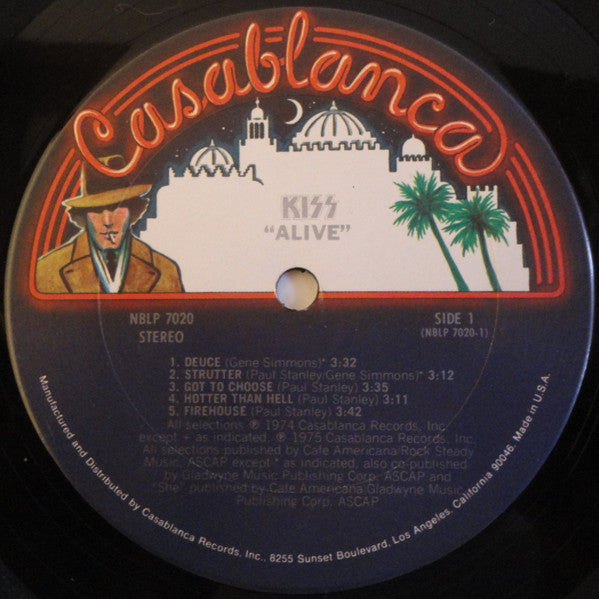 Casablanca
KISS
"ALIVE"
NBLP 7020
STEREO
SIDE 1
(NBLP 7020-1)
1. DEUCE (Gene Simmons)* 3:32
2. STRUTTER (Paul Stanley/Gene Simmons)* 3:12
3. GOT TO CHOOSE (Paul Stanley) 3:35
4. HOTTER THAN HELL (Paul Stanley) 3:11
5. FIREHOUSE (Paul Stanley) 3:42
All selections ℗ 1974 Casablanca Records, Inc.
except + as indicated. ℗ 1975 Casablanca Records, Inc.
All selections published by Cafe Americana/Rock Steady
Music, ASCAP except * as indicated, also co-published
by Gladwyne Music Publishing Corp. ASCAP and
"She" published by Cafe Americana/Gladwyne Music
Publishing Corp. ASCAP
Manufactured and Distributed by Casablanca Records, Inc., 8255 Sunset Boulevard, Los Angeles, California 90046. Made in U.S.A.